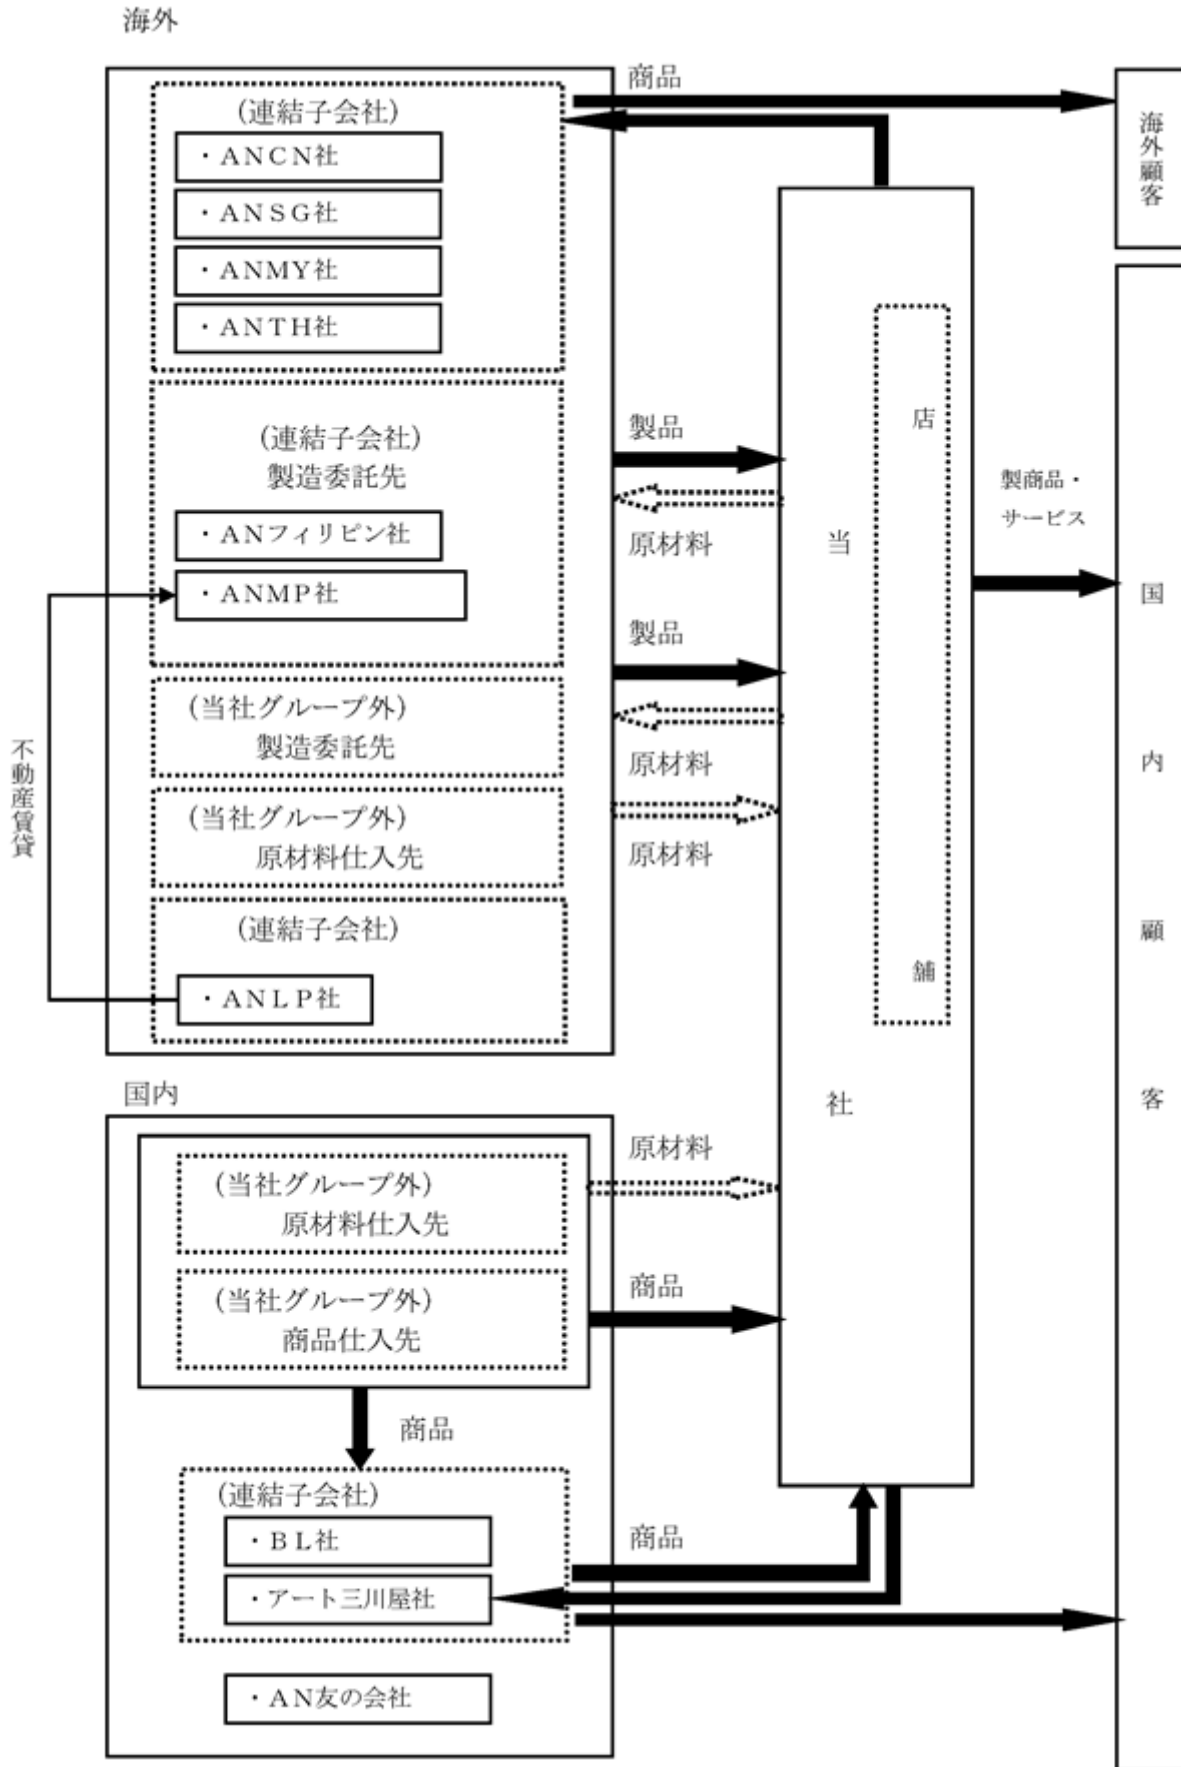 海外
商品
(連結子会社)
・ANCN社
・ANSG社
・ANMY社
・ANTH社
海外顧客
(連結子会社)
製造委託先
・ANフィリピン社
・ANMP社
製品
原材料
製品
(当社グループ外)
製造委託先
原材料
(当社グループ外)
原材料仕入先
原材料
(連結子会社)
・ANLP社
不動産賃貸
当社
店舗
製商品・
サービス
国内顧客
国内
(当社グループ外)
原材料仕入先
原材料
(当社グループ外)
商品仕入先
商品
商品
(連結子会社)
・BL社
・アート三川屋社
商品
・AN友の会社